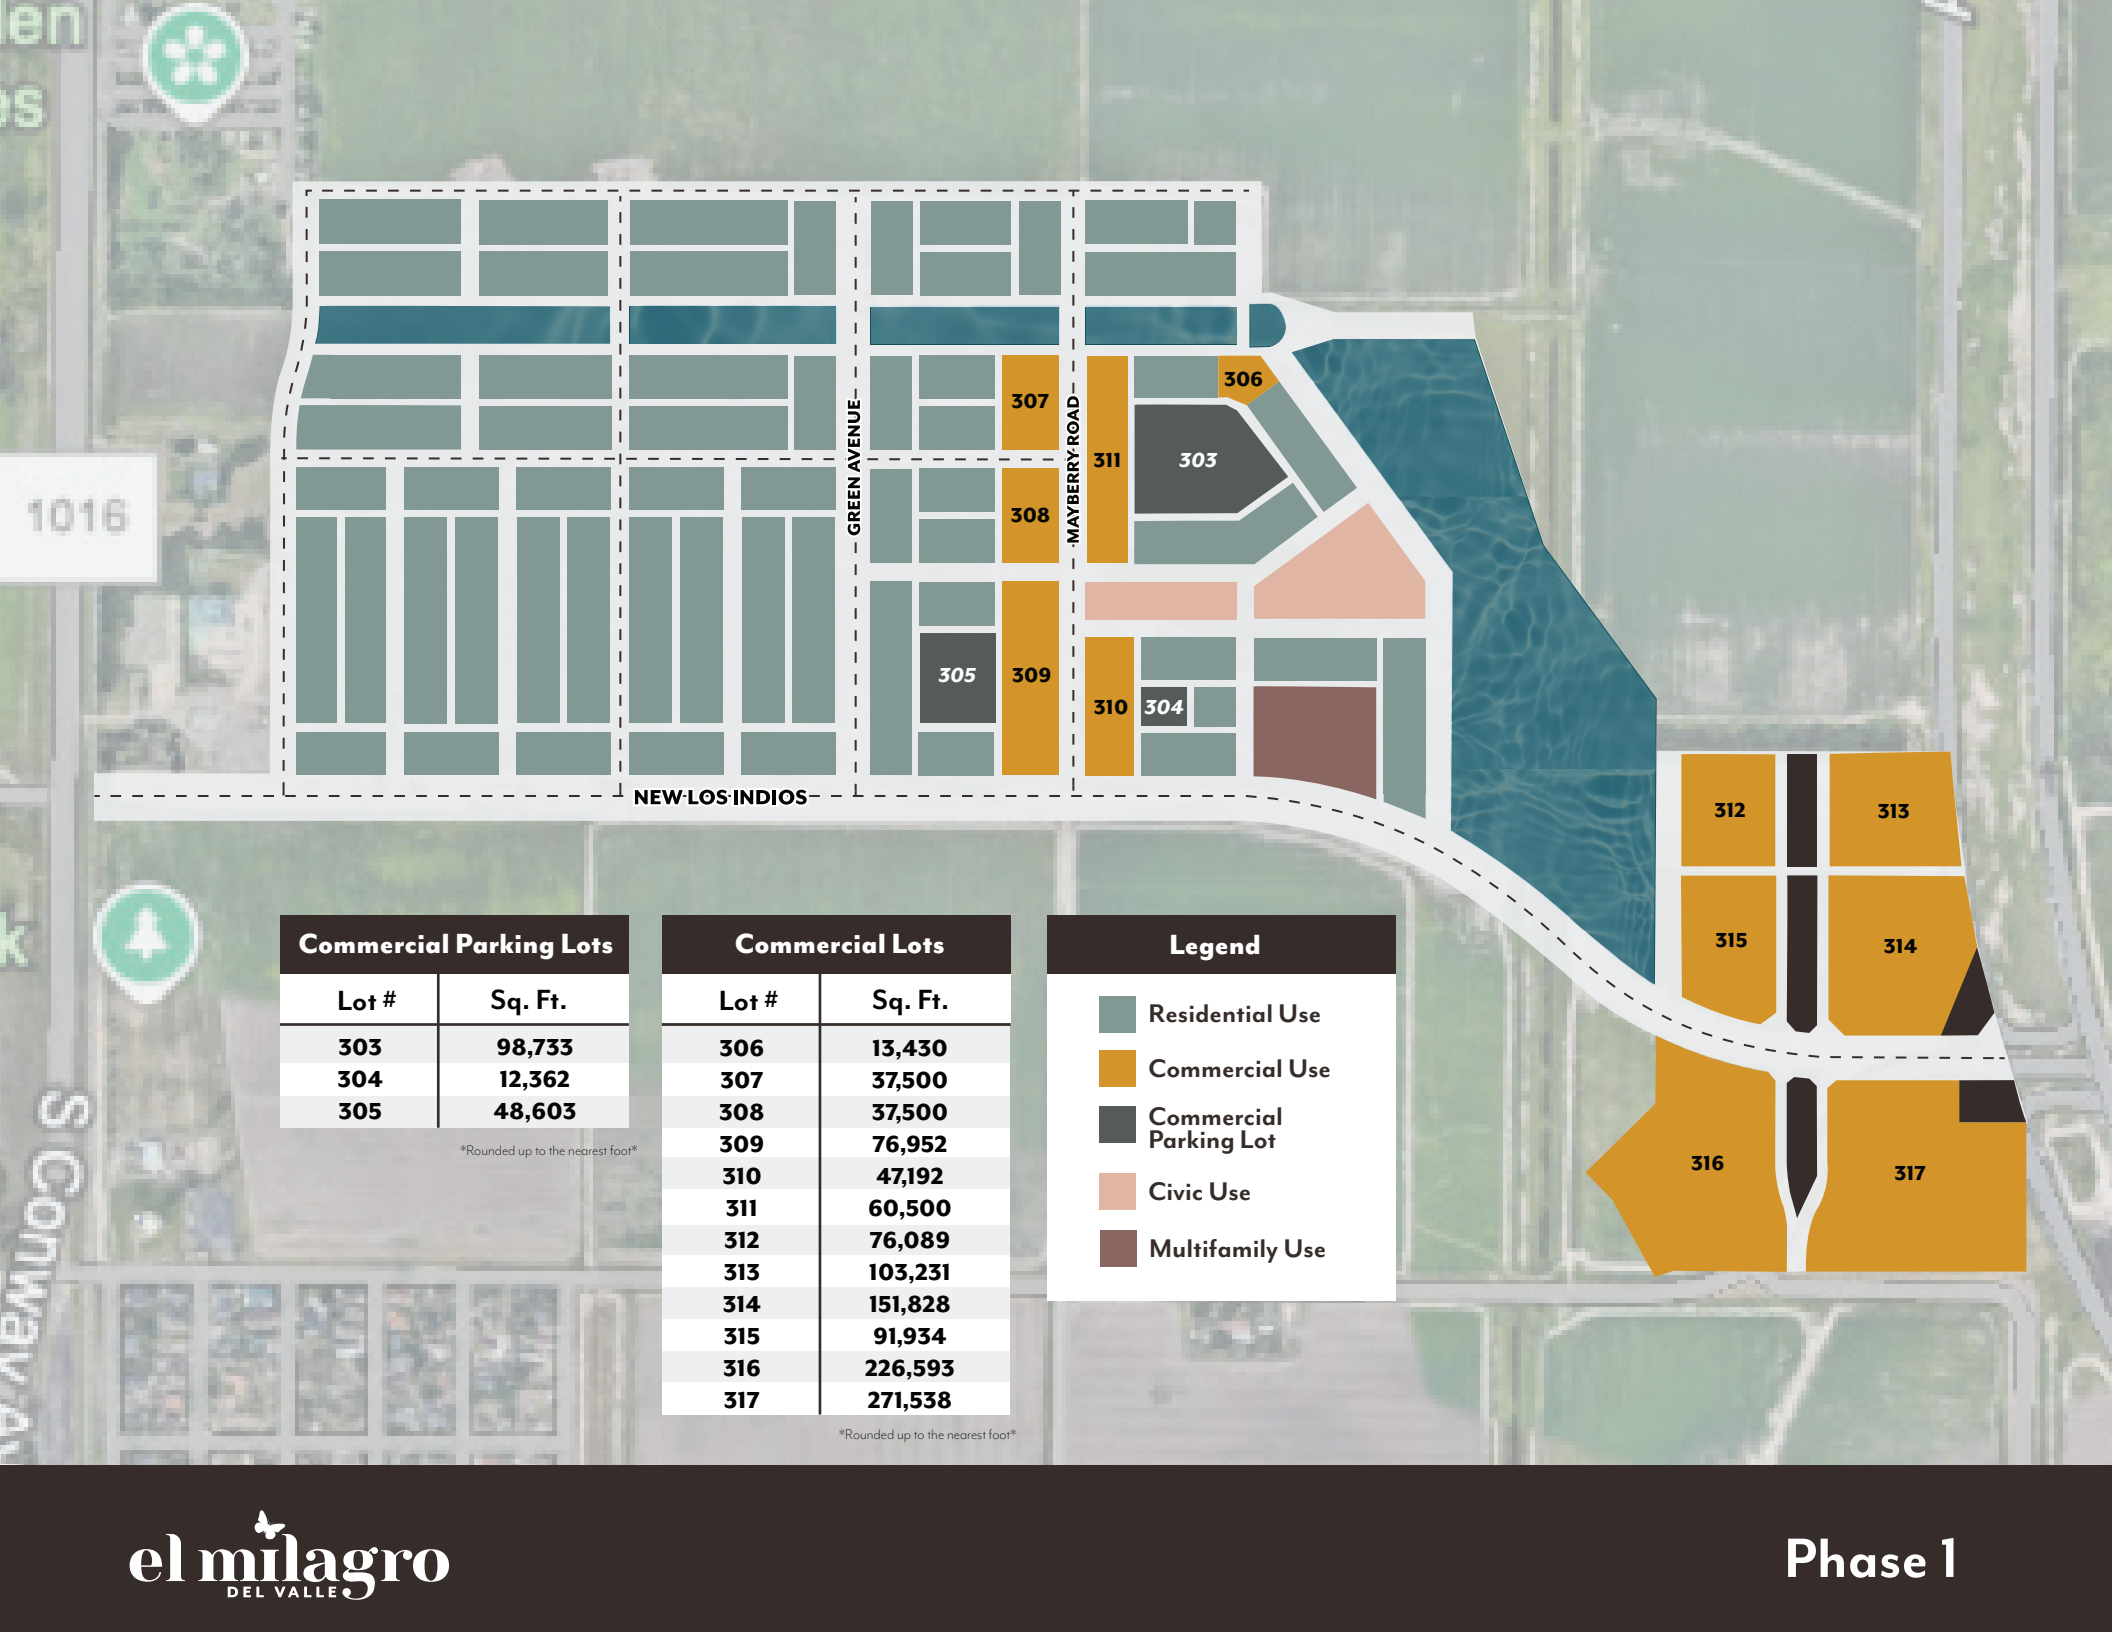 1016
307
306
311
303
308
GREEN AVENUE
MAYBERRY ROAD
305
309
310
304
NEW LOS INDIOS
312
313
315
314
316
317
S Conway
Commercial Parking Lots
Lot # Sq. Ft.
303 98,733
304 12,362
305 48,603
*Rounded up to the nearest foot*
Commercial Lots
Lot # Sq. Ft.
306 13,430
307 37,500
308 37,500
309 76,952
310 47,192
311 60,500
312 76,089
313 103,231
314 151,828
315 91,934
316 226,593
317 271,538
*Rounded up to the nearest foot*
Legend
Residential Use
Commercial Use
Commercial
Parking Lot
Civic Use
Multifamily Use
el milagro
DEL VALLE
Phase 1